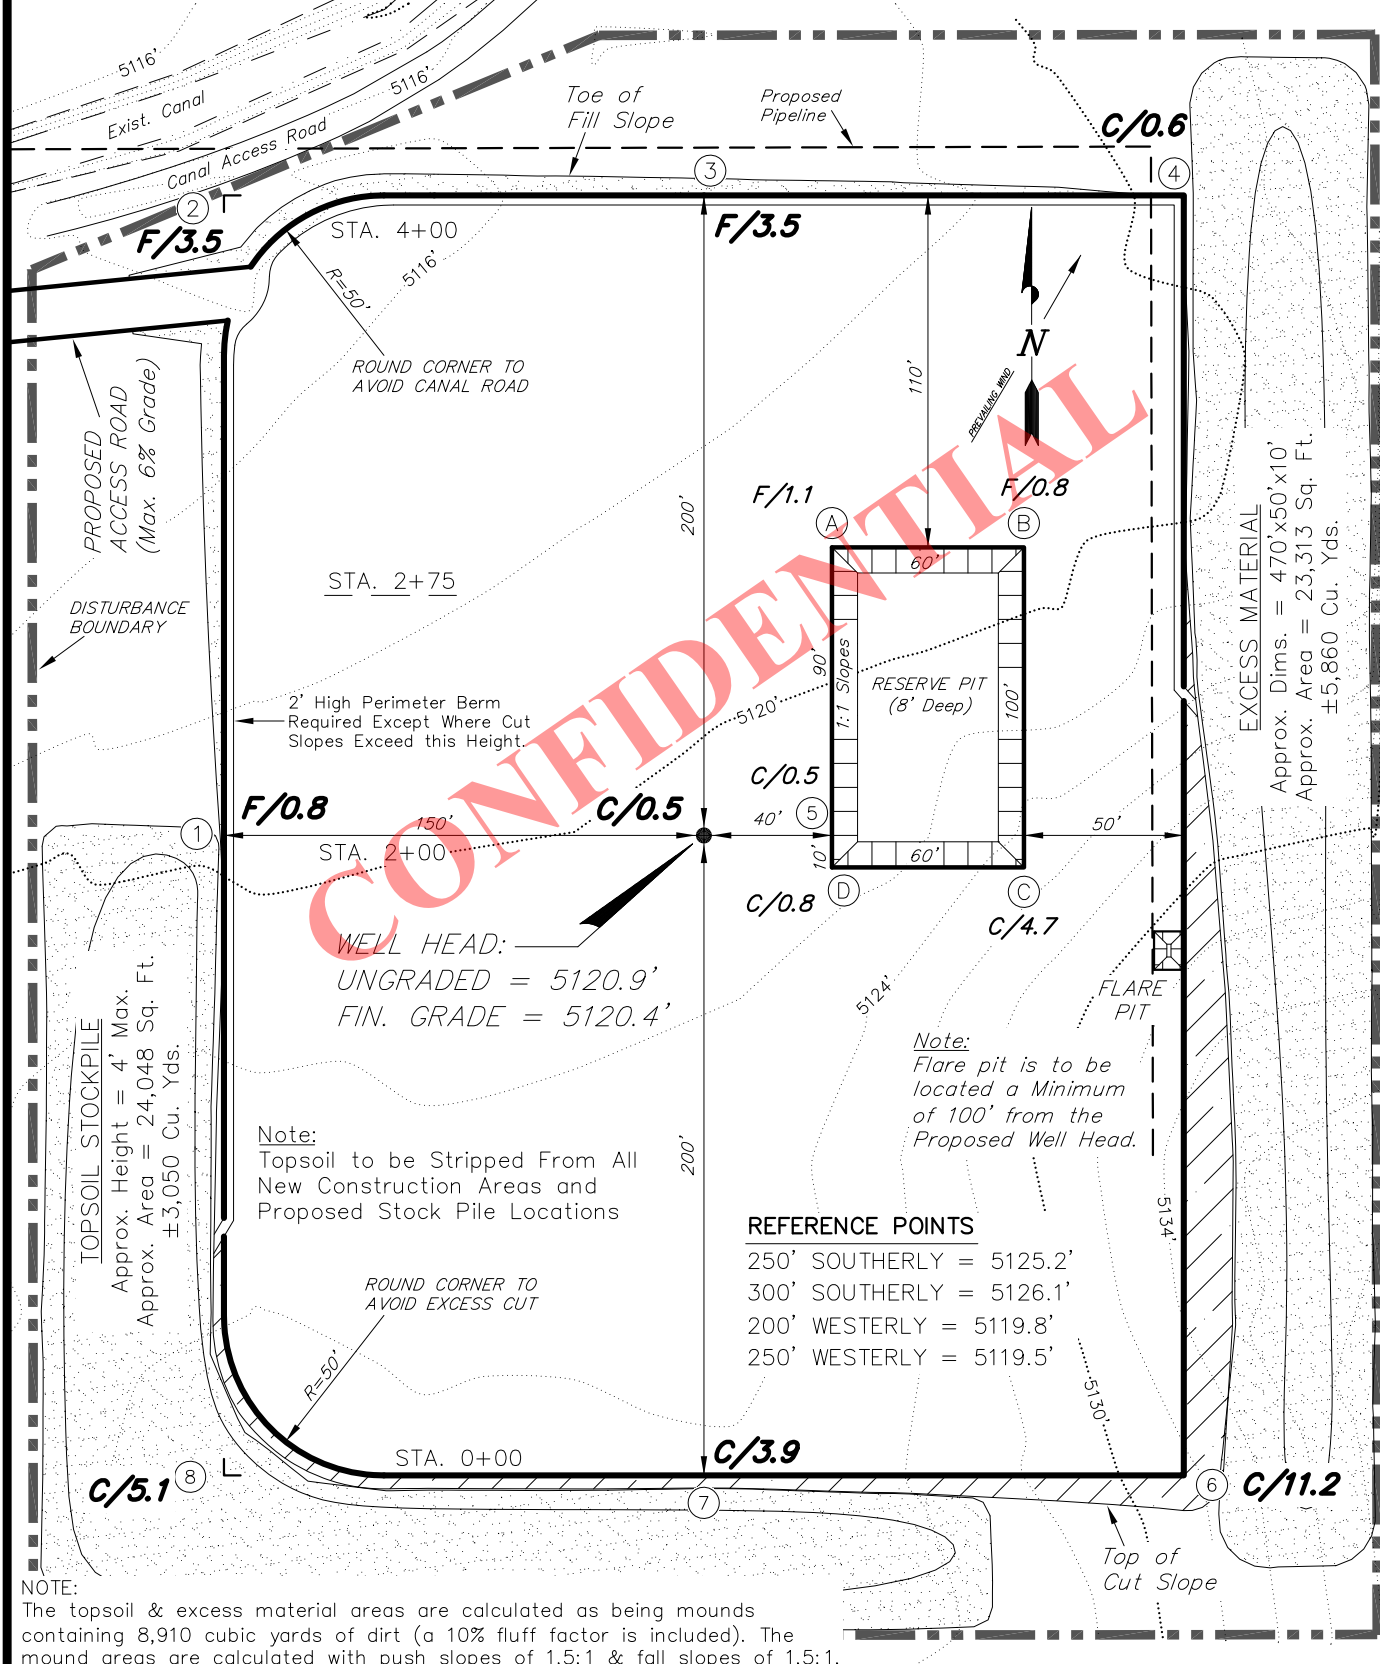 5116'
Exist. Canal
5116'
Canal Access Road
Toe of
Fill Slope
Proposed
Pipeline
C/0.6
2
3
4
F/3.5
STA. 4+00
F/3.5
5116'
R=50'
ROUND CORNER TO
AVOID CANAL ROAD
110'
N
PREVAILING WIND
PROPOSED
ACCESS ROAD
(Max. 6% Grade)
CONFIDENTIAL
F/1.1
F/0.8
A
B
200'
60'
STA. 2+75
DISTURBANCE
BOUNDARY
90'
1:1 Slopes
RESERVE PIT
(8' Deep)
100'
2' High Perimeter Berm
Required Except Where Cut
Slopes Exceed this Height.
5120'
EXCESS MATERIAL
Approx. Dims. = 470'x50'x10'
Approx. Area = 23,313 Sq. Ft.
±5,860 Cu. Yds.
C/0.5
1
F/0.8
150'
C/0.5
40'
5
50'
STA. 2+00
10'
60'
C/0.8
D
C
C/4.7
WELL HEAD:
UNGRADED = 5120.9'
FIN. GRADE = 5120.4'
5124'
FLARE
PIT
TOPSOIL STOCKPILE
Approx. Height = 4' Max.
Approx. Area = 24,048 Sq. Ft.
±3,050 Cu. Yds.
Note:
Flare pit is to be
located a Minimum
of 100' from the
Proposed Well Head.
Note:
Topsoil to be Stripped From All
New Construction Areas and
Proposed Stock Pile Locations
200'
5134'
REFERENCE POINTS
250' SOUTHERLY = 5125.2'
300' SOUTHERLY = 5126.1'
200' WESTERLY = 5119.8'
250' WESTERLY = 5119.5'
ROUND CORNER TO
AVOID EXCESS CUT
R=50'
5130'
STA. 0+00
C/3.9
C/5.1
8
7
6
C/11.2
Top of
Cut Slope
NOTE:
The topsoil & excess material areas are calculated as being mounds
containing 8,910 cubic yards of dirt (a 10% fluff factor is included). The
mound areas are calculated with push slopes of 1.5:1 & fall slopes of 1.5:1.